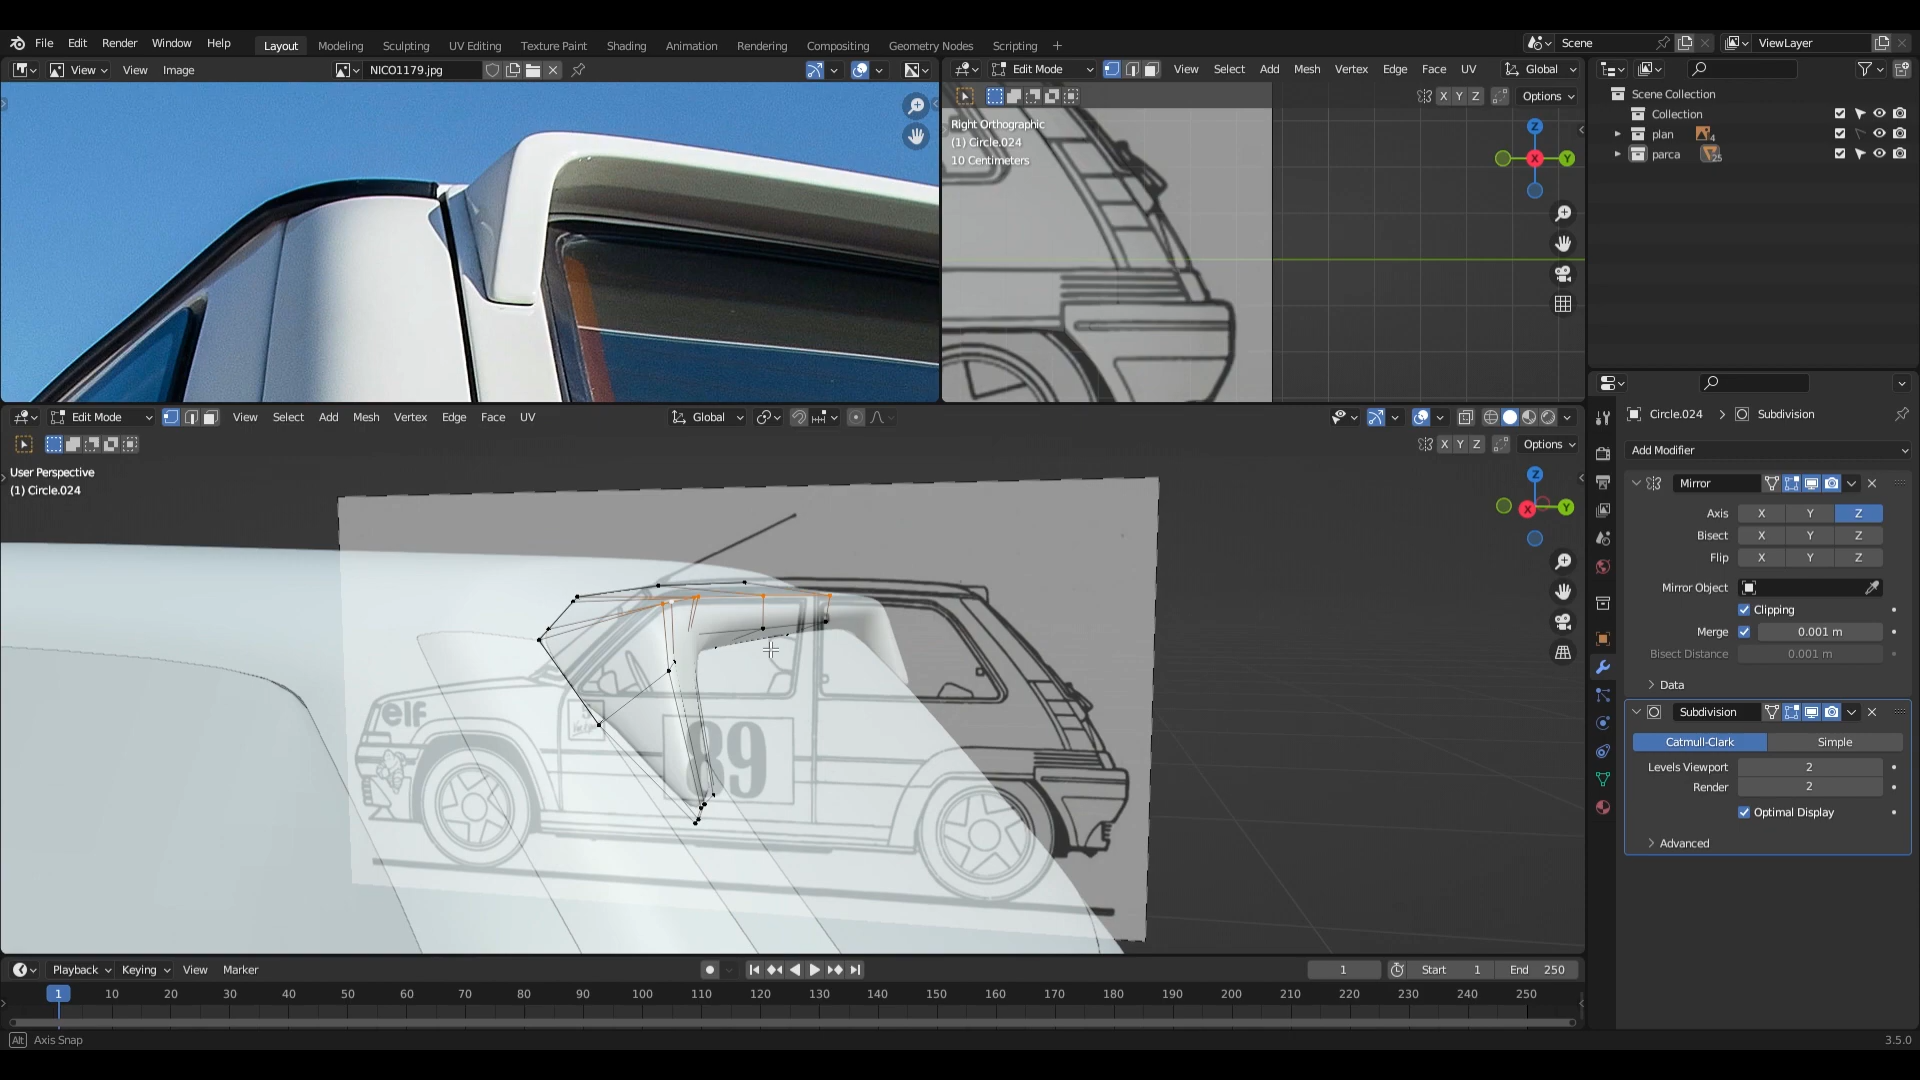 File Edit Render Window Help Layout Modeling Sculpting UV Editing Texture Paint Shading Animation Rendering Compositing Geometry Nodes Scripting + Scene ViewLayer
View View Image NICO1179.jpg
Edit Mode View Select Add Mesh Vertex Edge Face UV Global
X Y Z Options
Right Orthographic
(1) Circle.024
10 Centimeters
Z
X
Y
Scene Collection
Collection
plan 4
parca 25
Edit Mode View Select Add Mesh Vertex Edge Face UV Global
X Y Z Options
User Perspective
(1) Circle.024
Z
X
Y
elf
89
Circle.024 > Subdivision
Add Modifier
Mirror
Axis X Y Z
Bisect X Y Z
Flip X Y Z
Mirror Object
Clipping
Merge 0.001 m
Bisect Distance 0.001 m
Data
Subdivision
Catmull-Clark Simple
Levels Viewport 2
Render 2
Optimal Display
Advanced
Playback Keying View Marker 1 Start 1 End 250
1 10 20 30 40 50 60 70 80 90 100 110 120 130 140 150 160 170 180 190 200 210 220 230 240 250
Alt Axis Snap 3.5.0